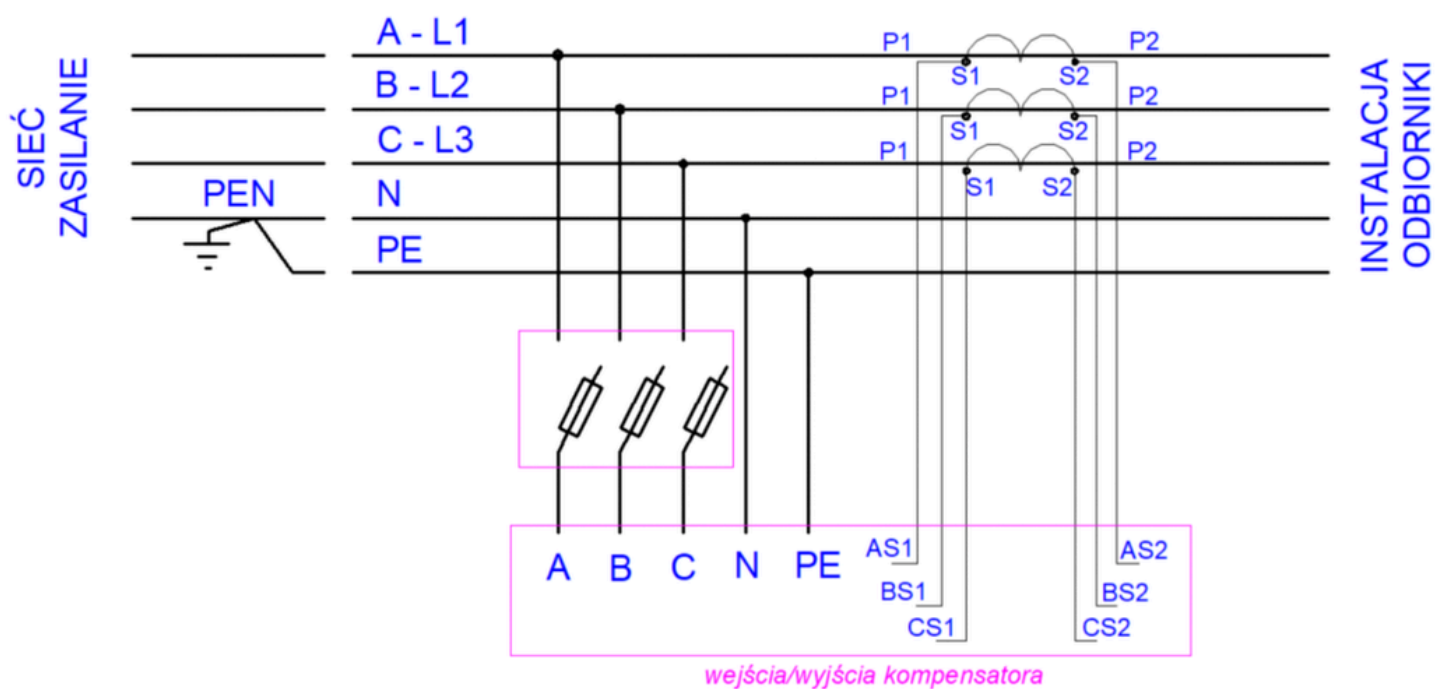 SIEĆ
ZASILANIE
A - L1
B - L2
C - L3
PEN
N
PE
P1
S1
S2
P2
P1
S1
S2
P2
P1
S1
S2
P2
INSTALACJA
ODBIORNIKI
A
B
C
N
PE
AS1
AS2
BS1
BS2
CS1
CS2
wejścia/wyjścia kompensatora